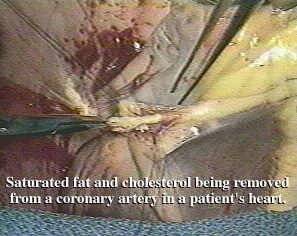 Saturated fat and cholesterol being removed
from a coronary artery in a patient's heart.